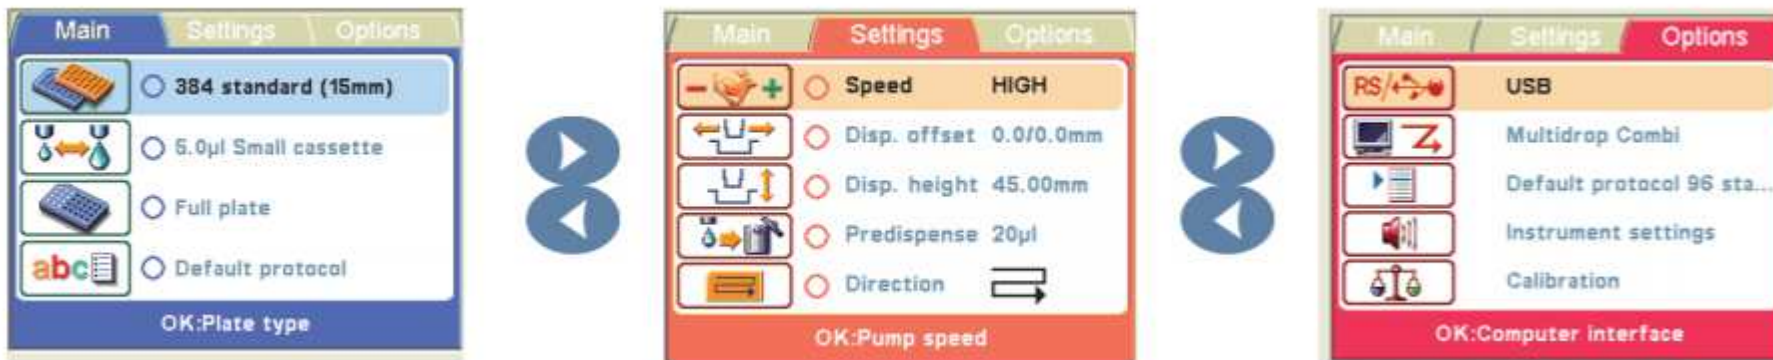 Main Settings Options
384 standard (15mm)
5.0µl Small cassette
Full plate
abc Default protocol
OK:Plate type
Main Settings Options
Speed HIGH
Disp. offset 0.0/0.0mm
Disp. height 45.00mm
Predispense 20µl
Direction
OK:Pump speed
Main Settings Options
RS/ USB
Multidrop Combi
Default protocol 96 sta...
Instrument settings
Calibration
OK:Computer interface